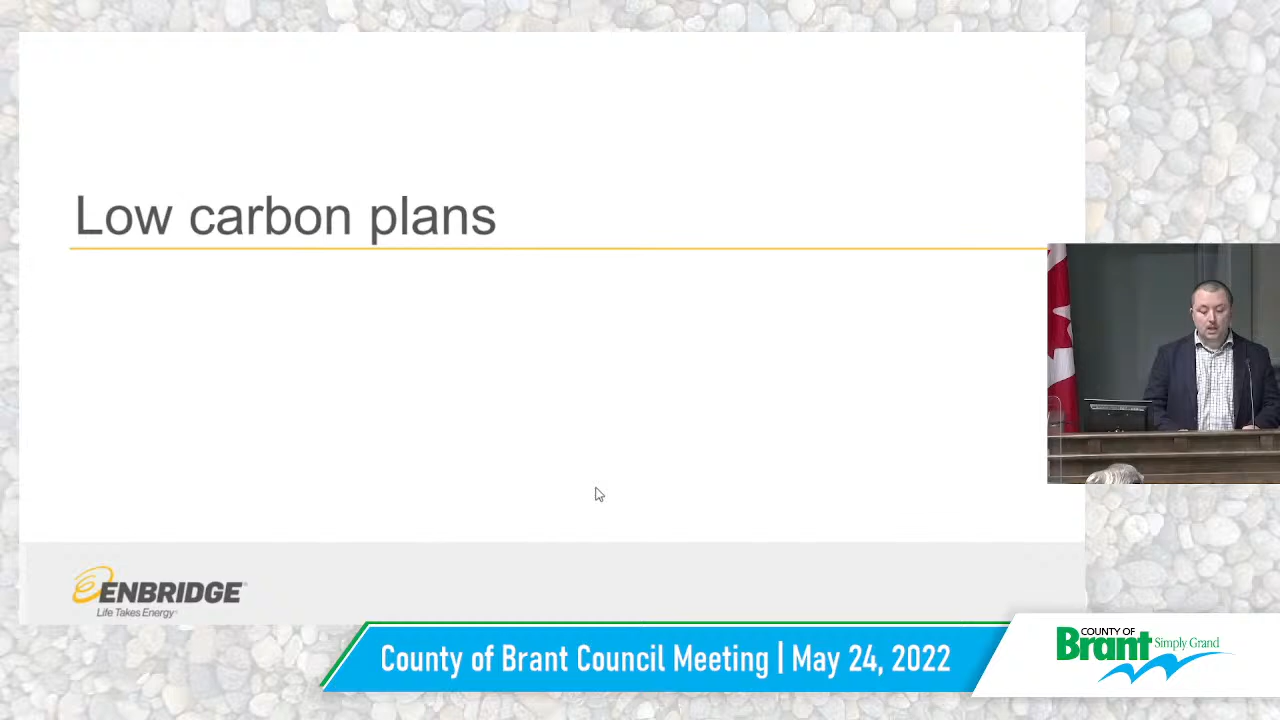 Low carbon plans
ENBRIDGE
Life Takes Energy
County of Brant Council Meeting | May 24, 2022
COUNTY OF
Brant Simply Grand